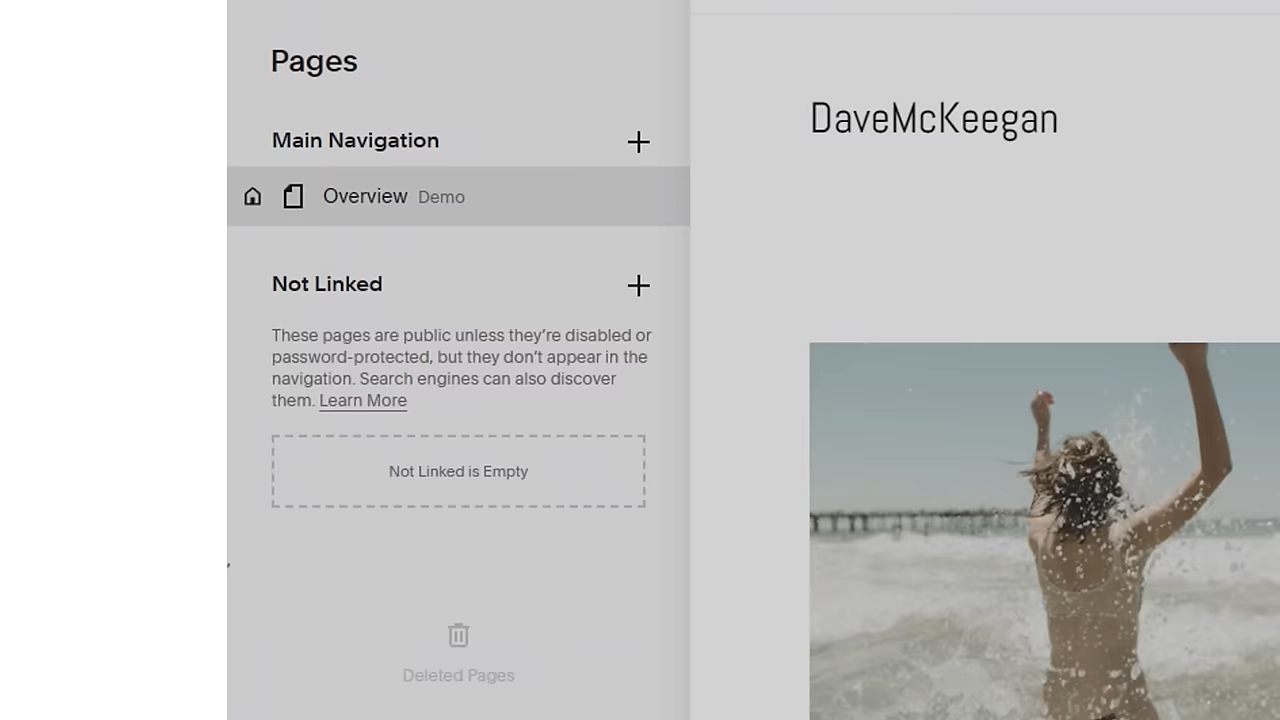 Pages
DaveMcKeegan
Main Navigation
Overview Demo
Not Linked
These pages are public unless they're disabled or
password-protected, but they don't appear in the
navigation. Search engines can also discover
them. Learn More
Not Linked is Empty
Deleted Pages